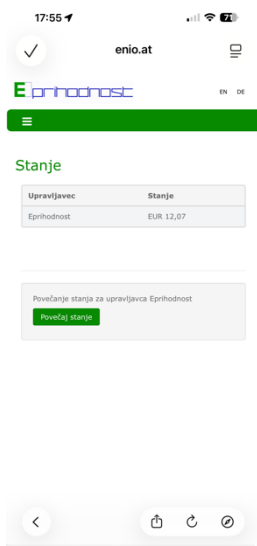 17:55
71
enio.at
Eprihodnost
EN DE
Stanje
Upravljavec Stanje
Eprihodnost EUR 12,07
Povečanje stanja za upravljavca Eprihodnost
Povečaj stanje